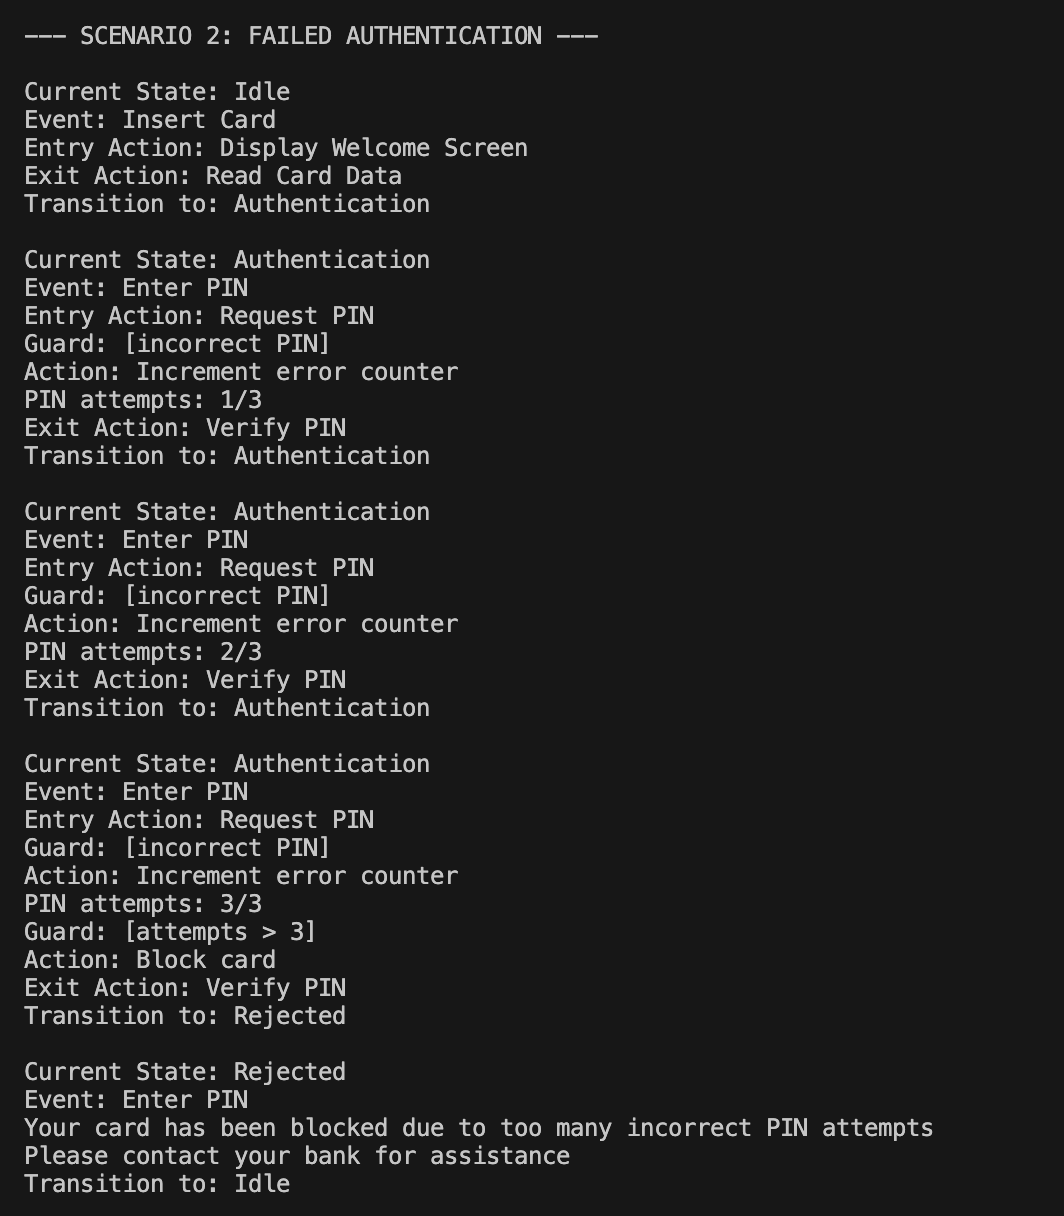 --- SCENARIO 2: FAILED AUTHENTICATION ---
Current State: Idle
Event: Insert Card
Entry Action: Display Welcome Screen
Exit Action: Read Card Data
Transition to: Authentication
Current State: Authentication
Event: Enter PIN
Entry Action: Request PIN
Guard: [incorrect PIN]
Action: Increment error counter
PIN attempts: 1/3
Exit Action: Verify PIN
Transition to: Authentication
Current State: Authentication
Event: Enter PIN
Entry Action: Request PIN
Guard: [incorrect PIN]
Action: Increment error counter
PIN attempts: 2/3
Exit Action: Verify PIN
Transition to: Authentication
Current State: Authentication
Event: Enter PIN
Entry Action: Request PIN
Guard: [incorrect PIN]
Action: Increment error counter
PIN attempts: 3/3
Guard: [attempts > 3]
Action: Block card
Exit Action: Verify PIN
Transition to: Rejected
Current State: Rejected
Event: Enter PIN
Your card has been blocked due to too many incorrect PIN attempts
Please contact your bank for assistance
Transition to: Idle